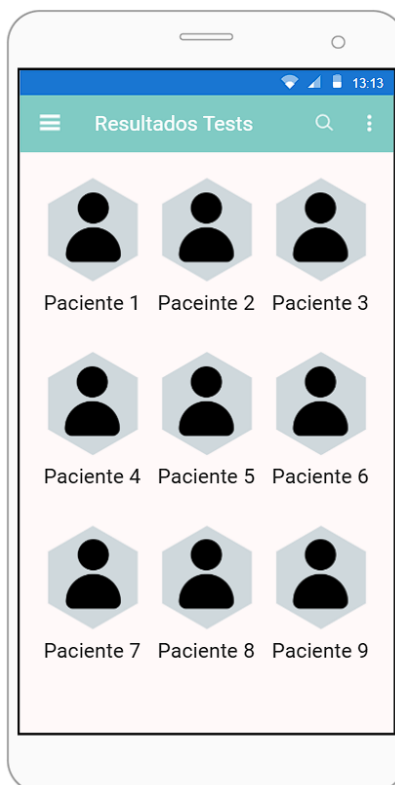 13:13
Resultados Tests
Paciente 1 Paceinte 2 Paciente 3
Paciente 4 Paciente 5 Paciente 6
Paciente 7 Paciente 8 Paciente 9